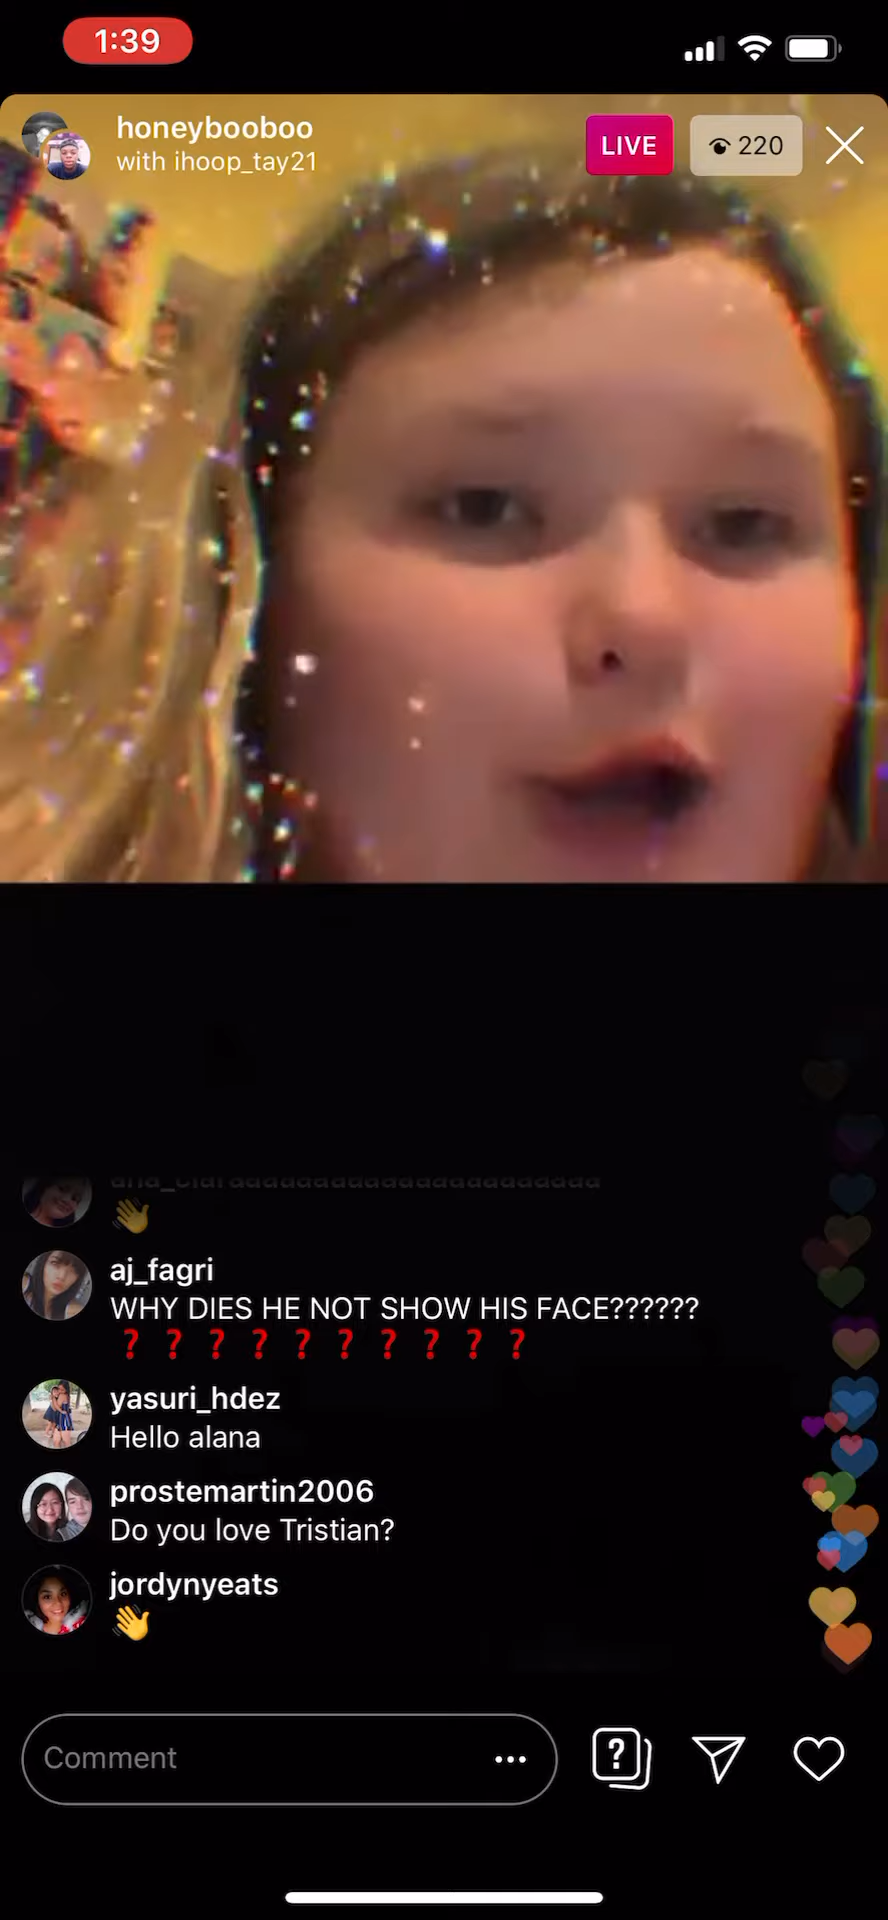 1:39
honeybooboo
with ihoop_tay21
LIVE
220
👋
aj_fagri
WHY DIES HE NOT SHOW HIS FACE??????
❓❓❓❓❓❓❓❓❓❓
yasuri_hdez
Hello alana
prostemartin2006
Do you love Tristian?
jordynyeats
👋
Comment